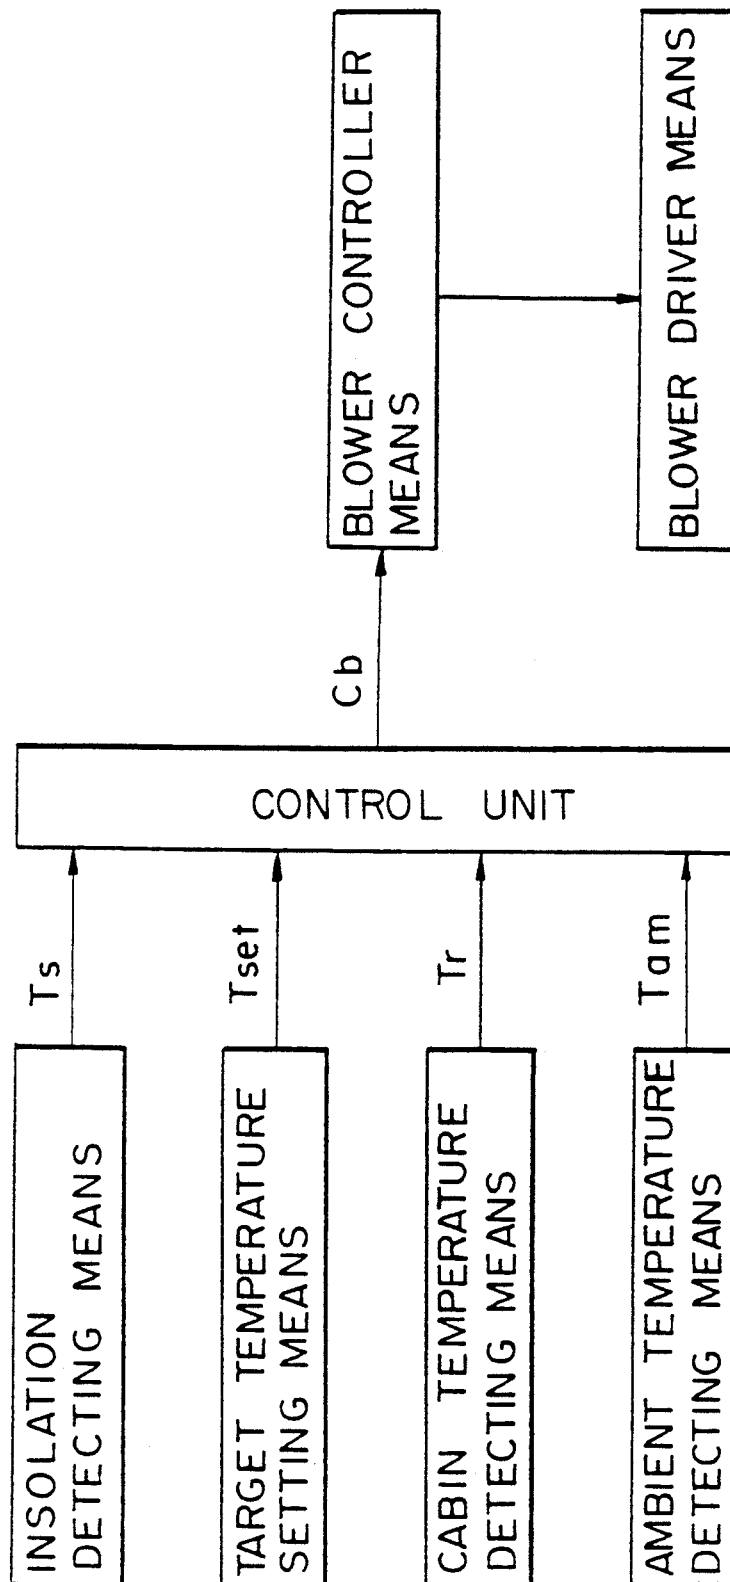 INSOLATION
DETECTING MEANS
Ts
TARGET TEMPERATURE
SETTING MEANS
Tset
CABIN TEMPERATURE
DETECTING MEANS
Tr
AMBIENT TEMPERATURE
DETECTING MEANS
Tam
CONTROL UNIT
Cb
BLOWER CONTROLLER
MEANS
BLOWER DRIVER MEANS